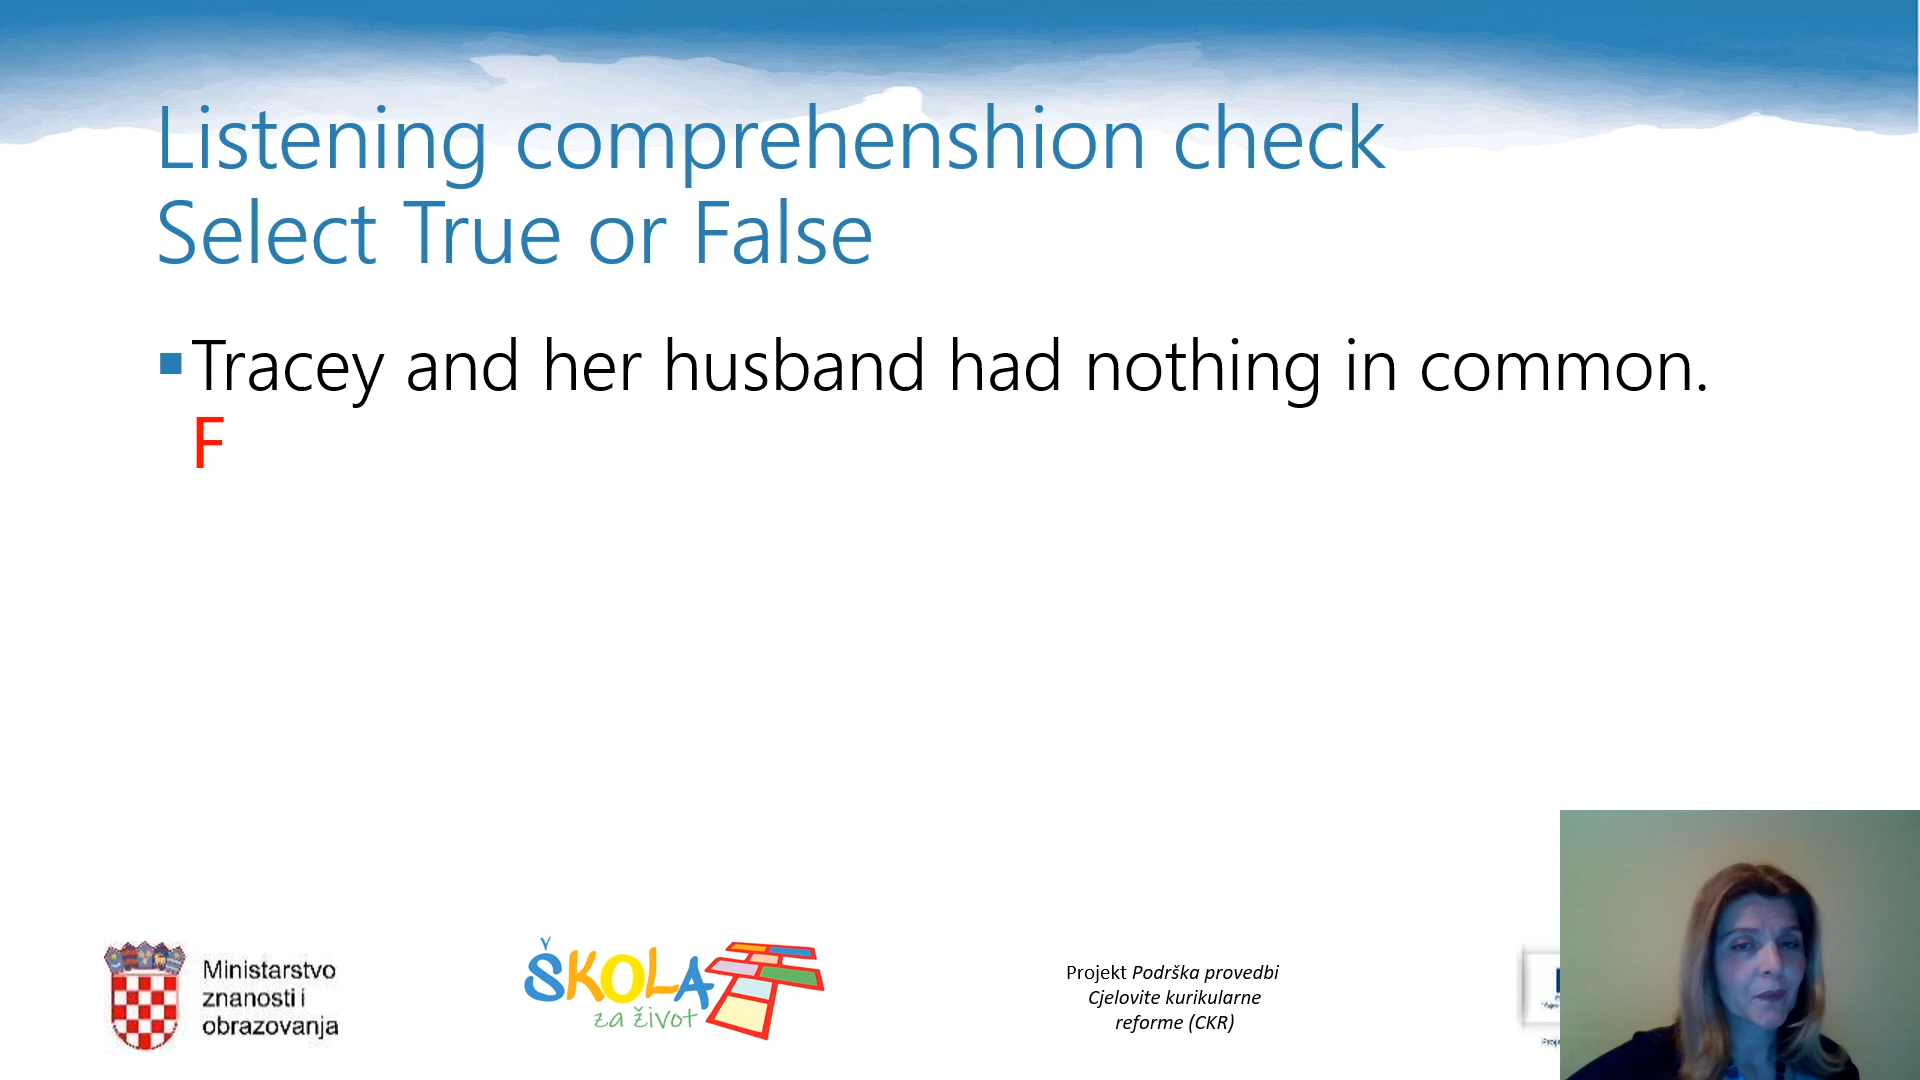 Listening comprehenshion check
Select True or False
Tracey and her husband had nothing in common.
F
Ministarstvo
znanosti i
obrazovanja
ŠKOLA
za život
Projekt Podrška provedbi
Cjelovite kurikularne
reforme (CKR)